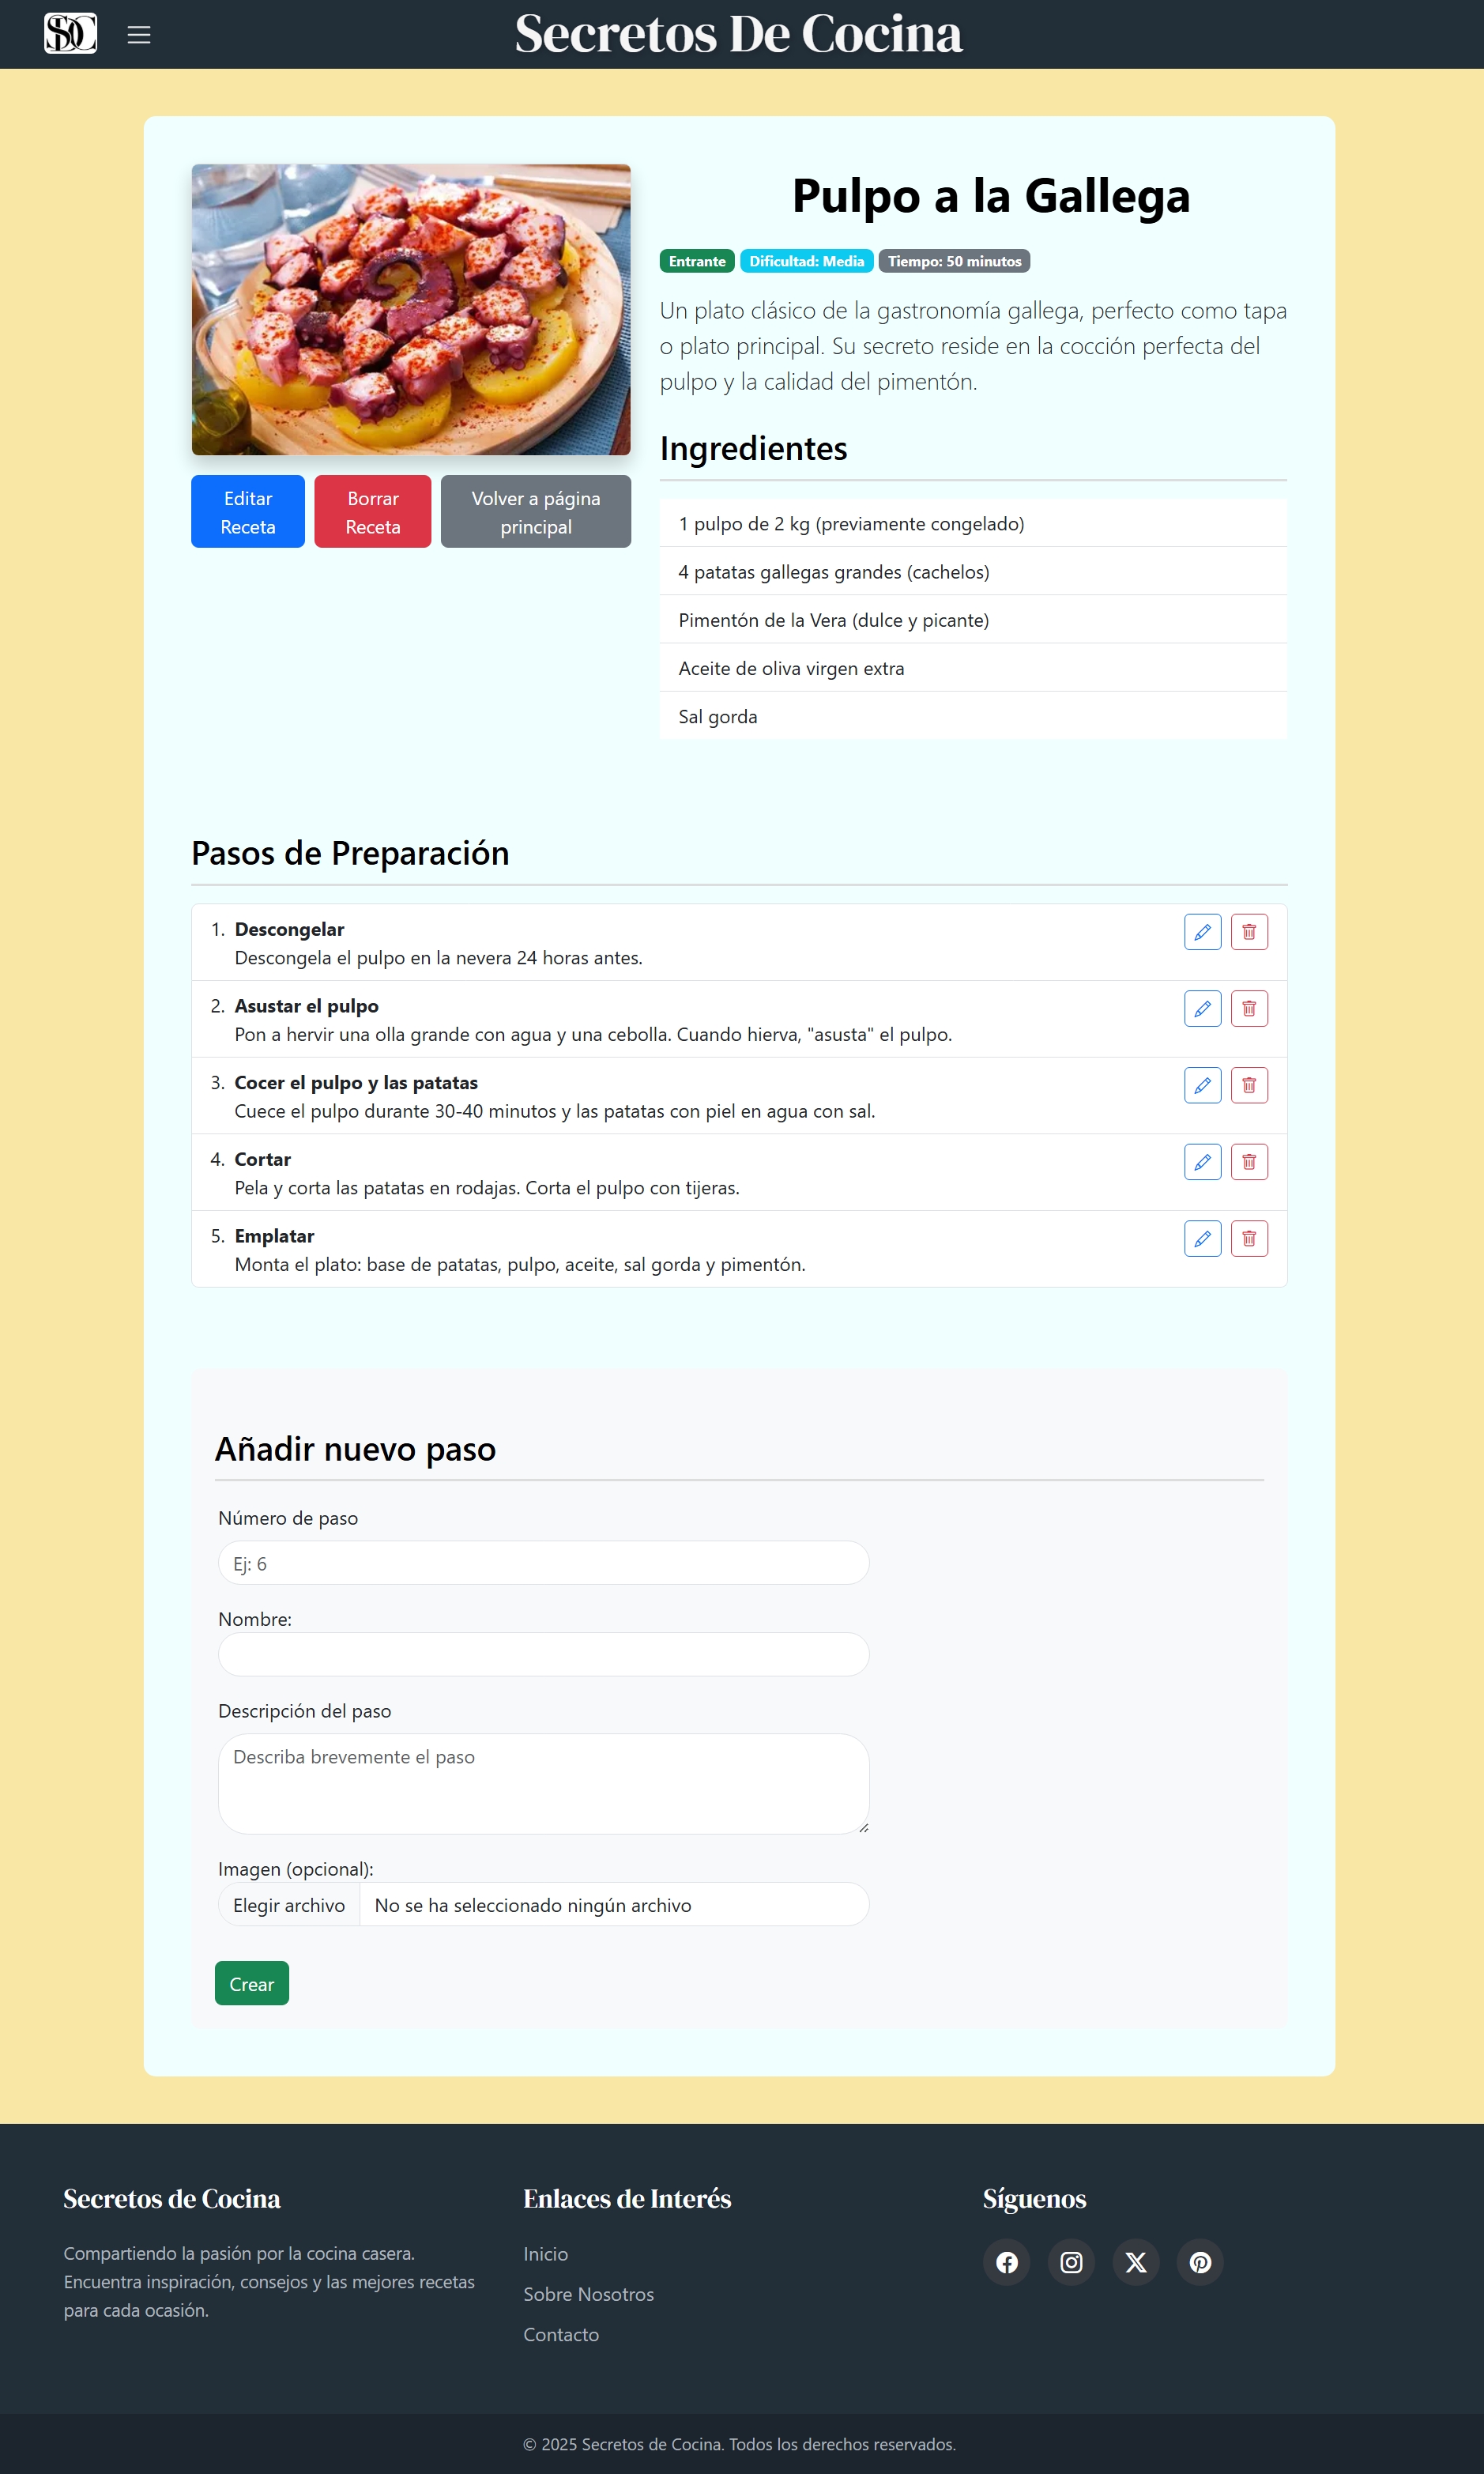 SDC
Secretos De Cocina
Pulpo a la Gallega
Entrante Dificultad: Media Tiempo: 50 minutos
Un plato clásico de la gastronomía gallega, perfecto como tapa
o plato principal. Su secreto reside en la cocción perfecta del
pulpo y la calidad del pimentón.
Editar
Receta
Borrar
Receta
Volver a página
principal
Ingredientes
1 pulpo de 2 kg (previamente congelado)
4 patatas gallegas grandes (cachelos)
Pimentón de la Vera (dulce y picante)
Aceite de oliva virgen extra
Sal gorda
Pasos de Preparación
1. Descongelar
Descongela el pulpo en la nevera 24 horas antes.
2. Asustar el pulpo
Pon a hervir una olla grande con agua y una cebolla. Cuando hierva, "asusta" el pulpo.
3. Cocer el pulpo y las patatas
Cuece el pulpo durante 30-40 minutos y las patatas con piel en agua con sal.
4. Cortar
Pela y corta las patatas en rodajas. Corta el pulpo con tijeras.
5. Emplatar
Monta el plato: base de patatas, pulpo, aceite, sal gorda y pimentón.
Añadir nuevo paso
Número de paso
Ej: 6
Nombre:
Descripción del paso
Describa brevemente el paso
Imagen (opcional):
Elegir archivo No se ha seleccionado ningún archivo
Crear
Secretos de Cocina
Compartiendo la pasión por la cocina casera.
Encuentra inspiración, consejos y las mejores recetas
para cada ocasión.
Enlaces de Interés
Inicio
Sobre Nosotros
Contacto
Síguenos
© 2025 Secretos de Cocina. Todos los derechos reservados.